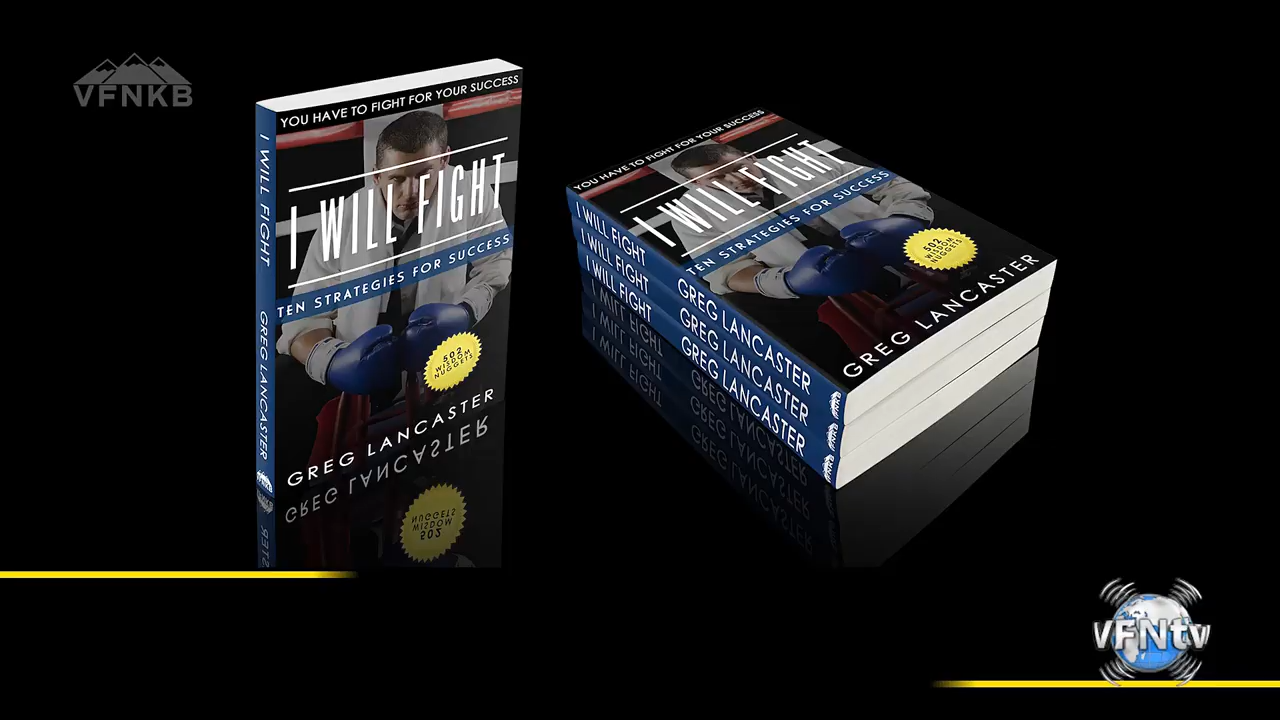 VFNKB
YOU HAVE TO FIGHT FOR YOUR SUCCESS
I WILL FIGHT
TEN STRATEGIES FOR SUCCESS
502
WISDOM
NUGGETS
GREG LANCASTER
I WILL FIGHT
GREG LANCASTER
YOU HAVE TO FIGHT FOR YOUR SUCCESS
I WILL FIGHT
TEN STRATEGIES FOR SUCCESS
502
WISDOM
NUGGETS
GREG LANCASTER
I WILL FIGHT GREG LANCASTER
I WILL FIGHT GREG LANCASTER
I WILL FIGHT GREG LANCASTER
VFNtv